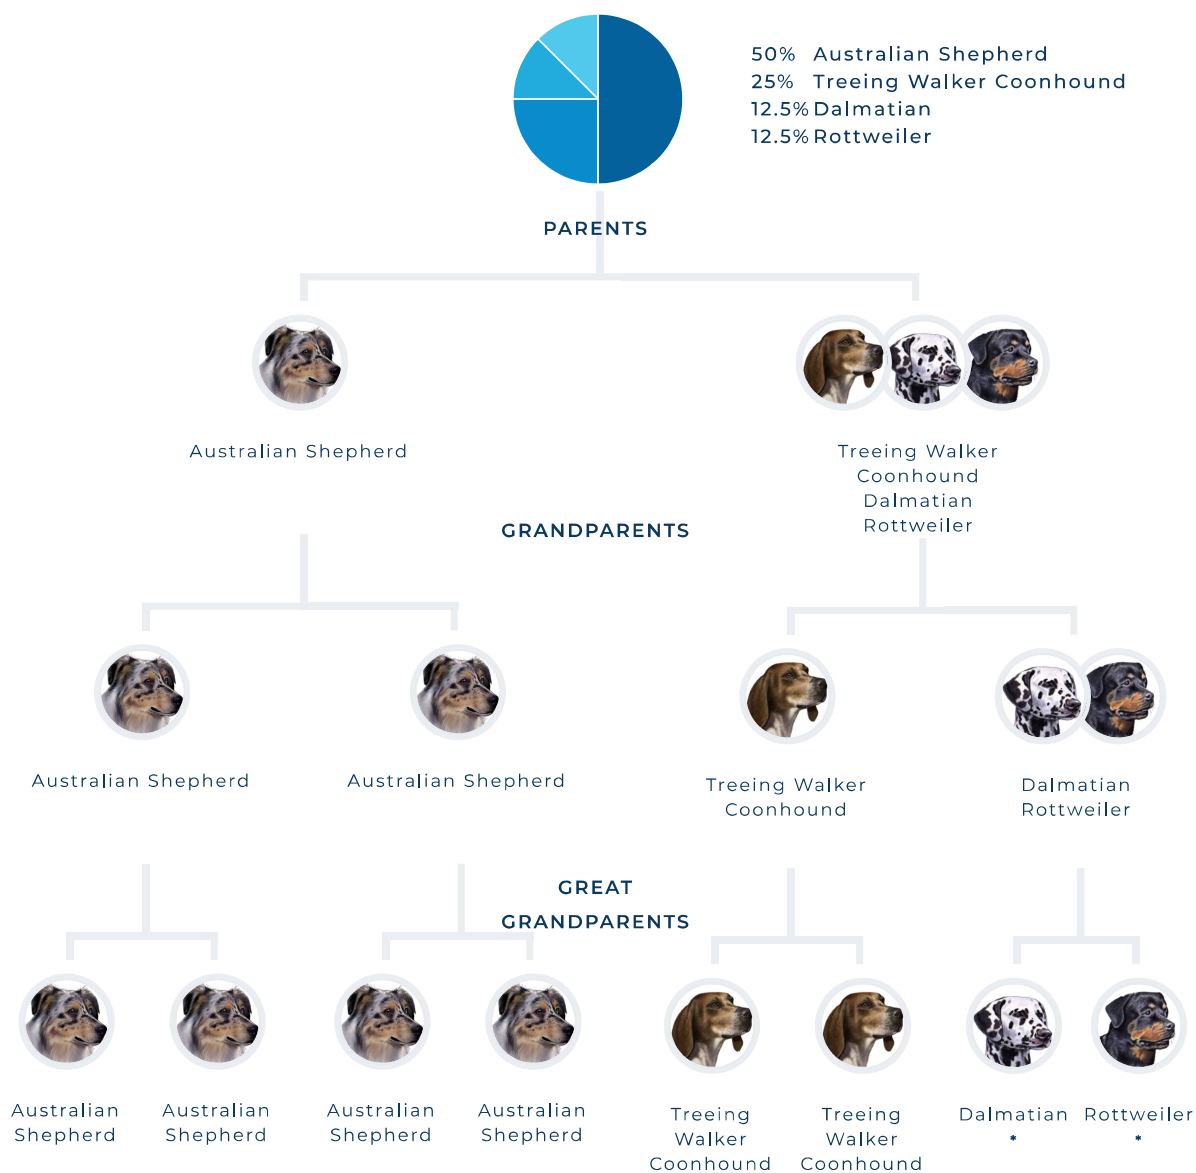 50% Australian Shepherd
25% Treeing Walker Coonhound
12.5% Dalmatian
12.5% Rottweiler
PARENTS
Australian Shepherd
Treeing Walker
Coonhound
Dalmatian
Rottweiler
GRANDPARENTS
Australian Shepherd
Australian Shepherd
Treeing Walker
Coonhound
Dalmatian
Rottweiler
GREAT
GRANDPARENTS
Australian
Shepherd
Australian
Shepherd
Australian
Shepherd
Australian
Shepherd
Treeing
Walker
Coonhound
Treeing
Walker
Coonhound
Dalmatian
*
Rottweiler
*